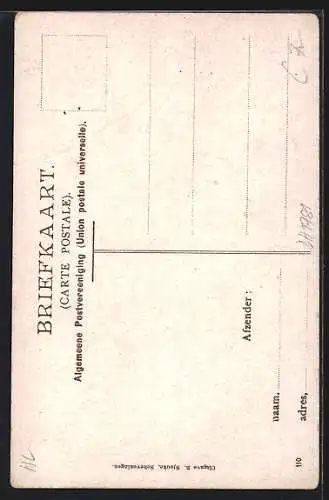 BRIEFKAART.
(CARTE POSTALE).
Algemeene Postvereeniging (Union postale universelle).
Afzender:
naam,
adres,
110